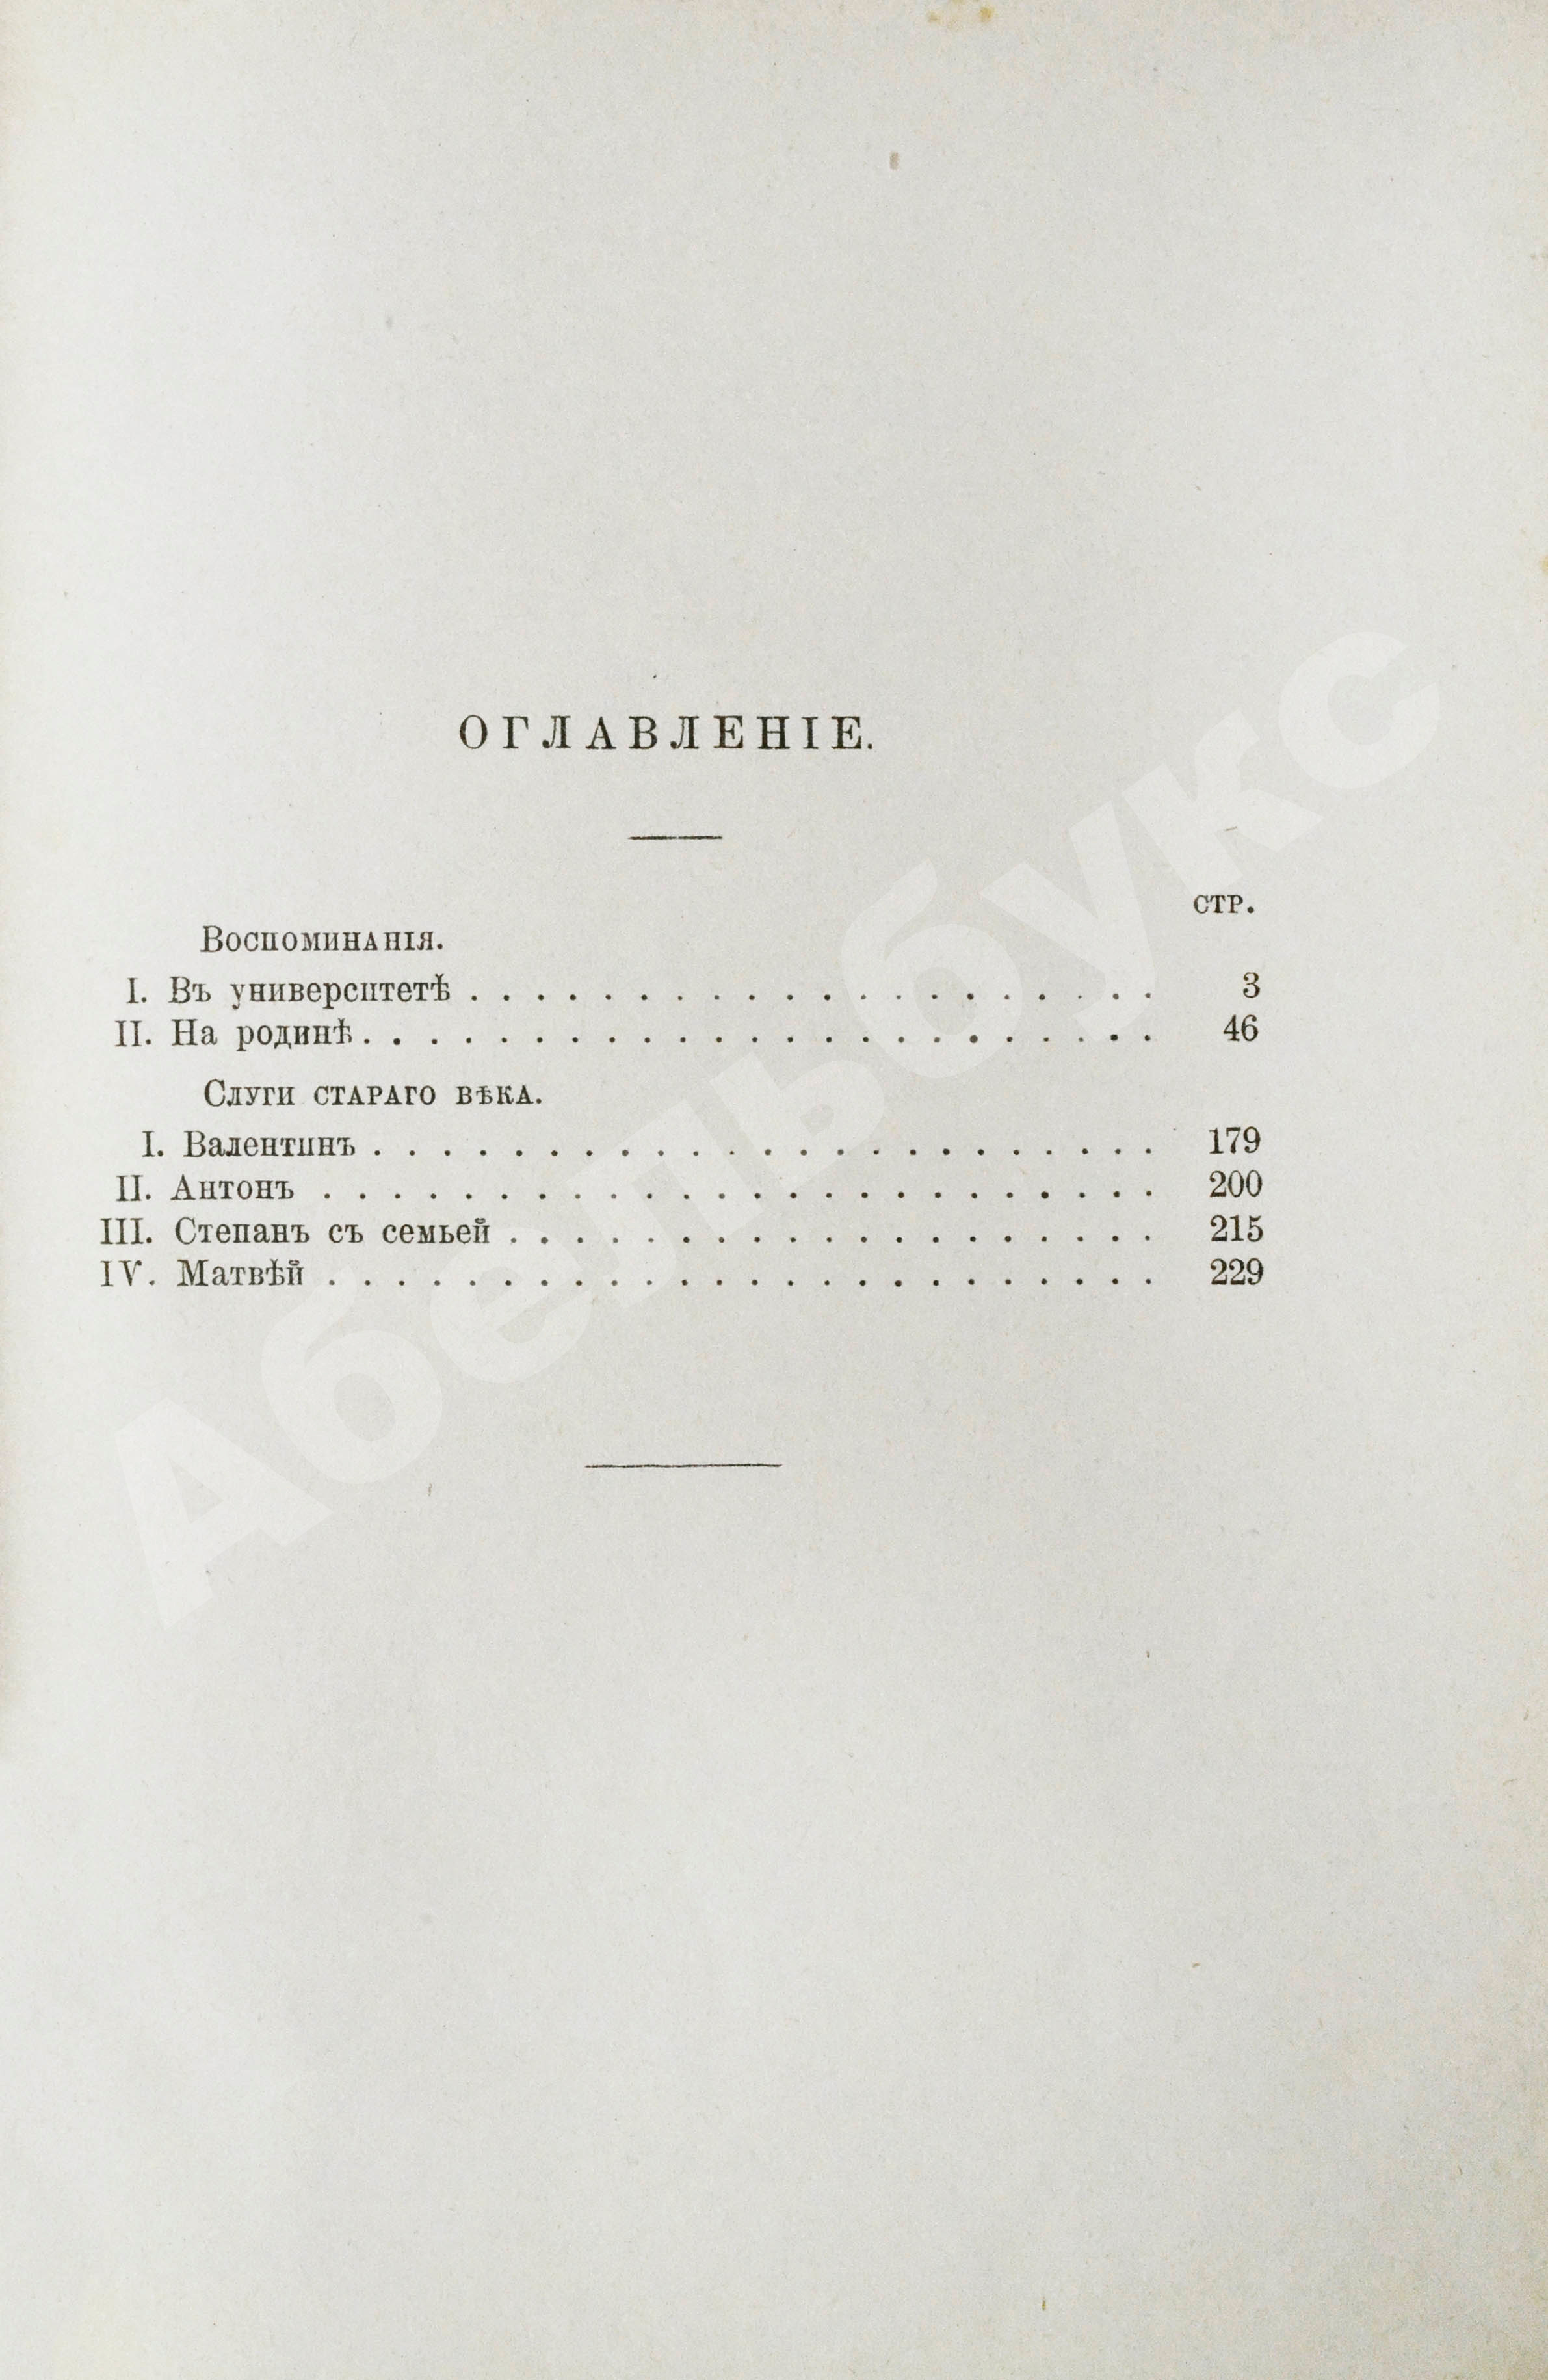 ОГЛАВЛЕНІЕ.
СТР.
Воспоминанія.
I. Въ университетѣ . . . . . . . . . . . . . . . . . . . . 3
II. На родинѣ. . . . . . . . . . . . . . . . . . . . . . . 46
Слуги стараго вѣка.
I. Валентинъ . . . . . . . . . . . . . . . . . . . . . . . 179
II. Антонъ . . . . . . . . . . . . . . . . . . . . . . . . 200
III. Степанъ съ семьей . . . . . . . . . . . . . . . . . . . 215
IV. Матвѣй . . . . . . . . . . . . . . . . . . . . . . . . 229
Абельбукс